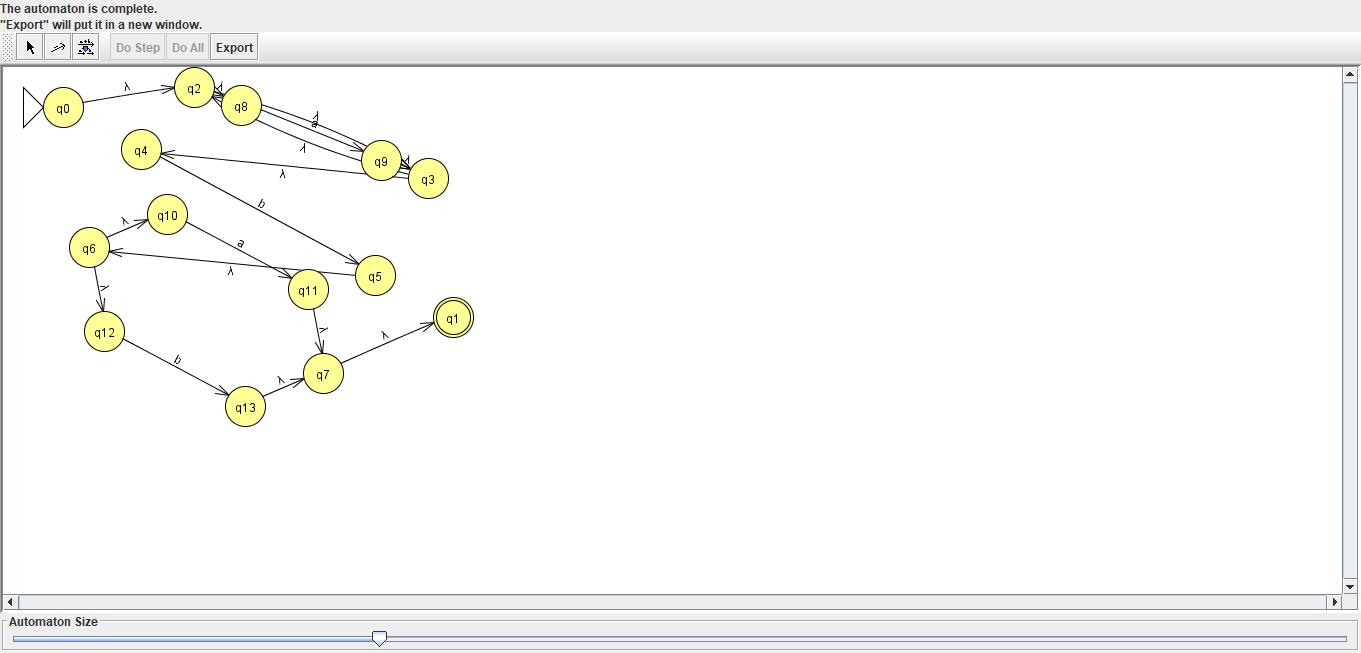 The automaton is complete.
"Export" will put it in a new window.
Do Step Do All Export
q0
λ
q2
λ
q8
λ
a
λ
q9
λ
q3
q4
λ
b
q10
λ
q6
a
λ
q5
q11
λ
q12
λ
q1
λ
b
q7
λ
q13
Automaton Size